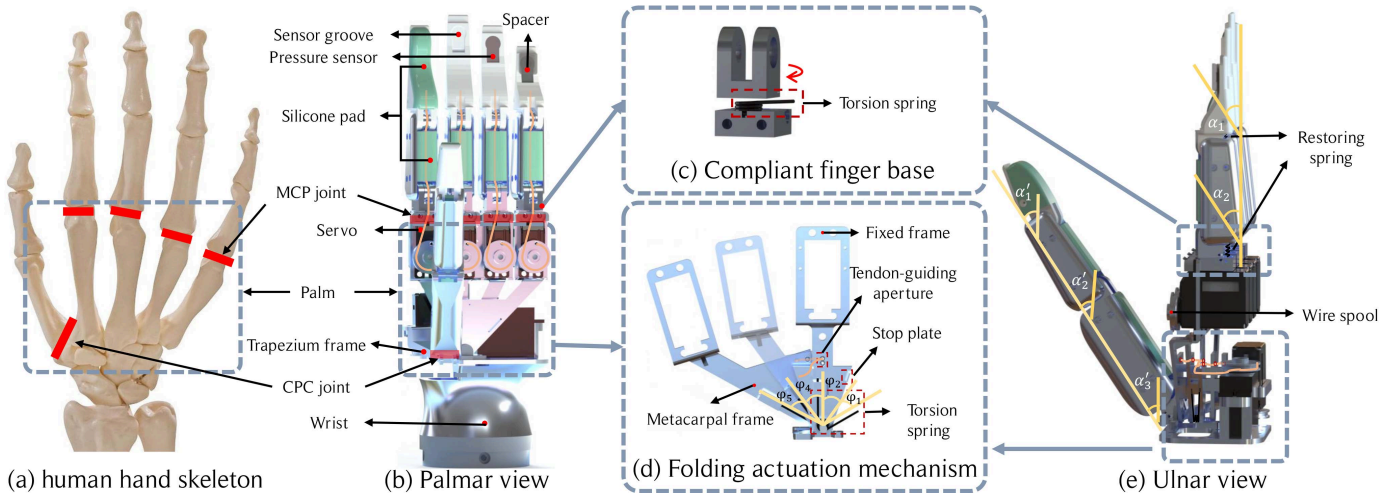 Sensor groove
Pressure sensor
Spacer
Silicone pad
MCP joint
Servo
Palm
Trapezium frame
CPC joint
Wrist
(a) human hand skeleton
(b) Palmar view
Torsion spring
(c) Compliant finger base
Fixed frame
Tendon-guiding
aperture
Stop plate
φ5
φ4
φ2
φ1
Metacarpal frame
Torsion
spring
(d) Folding actuation mechanism
α1
α2
α′1
α′2
α′3
Restoring
spring
Wire spool
(e) Ulnar view